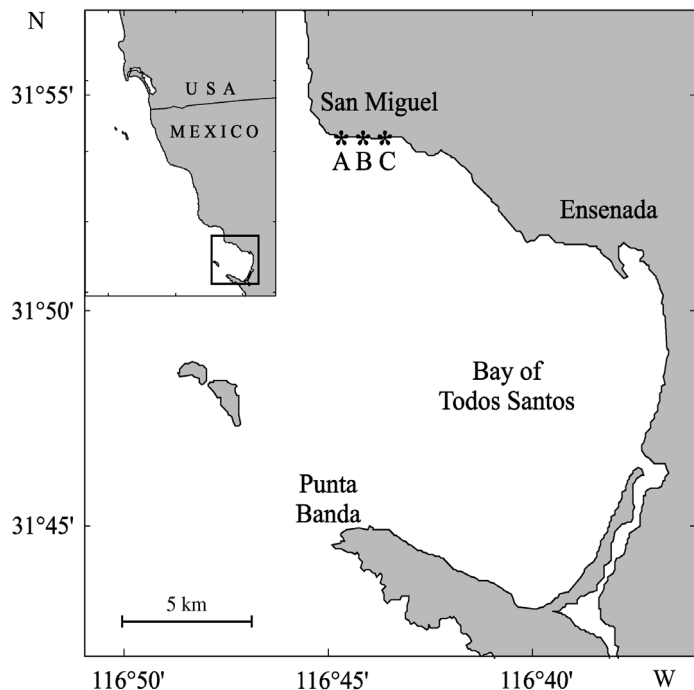 N
U S A
MEXICO
31°55'
San Miguel
* * *
A B C
Ensenada
31°50'
Bay of
Todos Santos
Punta
Banda
31°45'
5 km
116°50' 116°45' 116°40' W